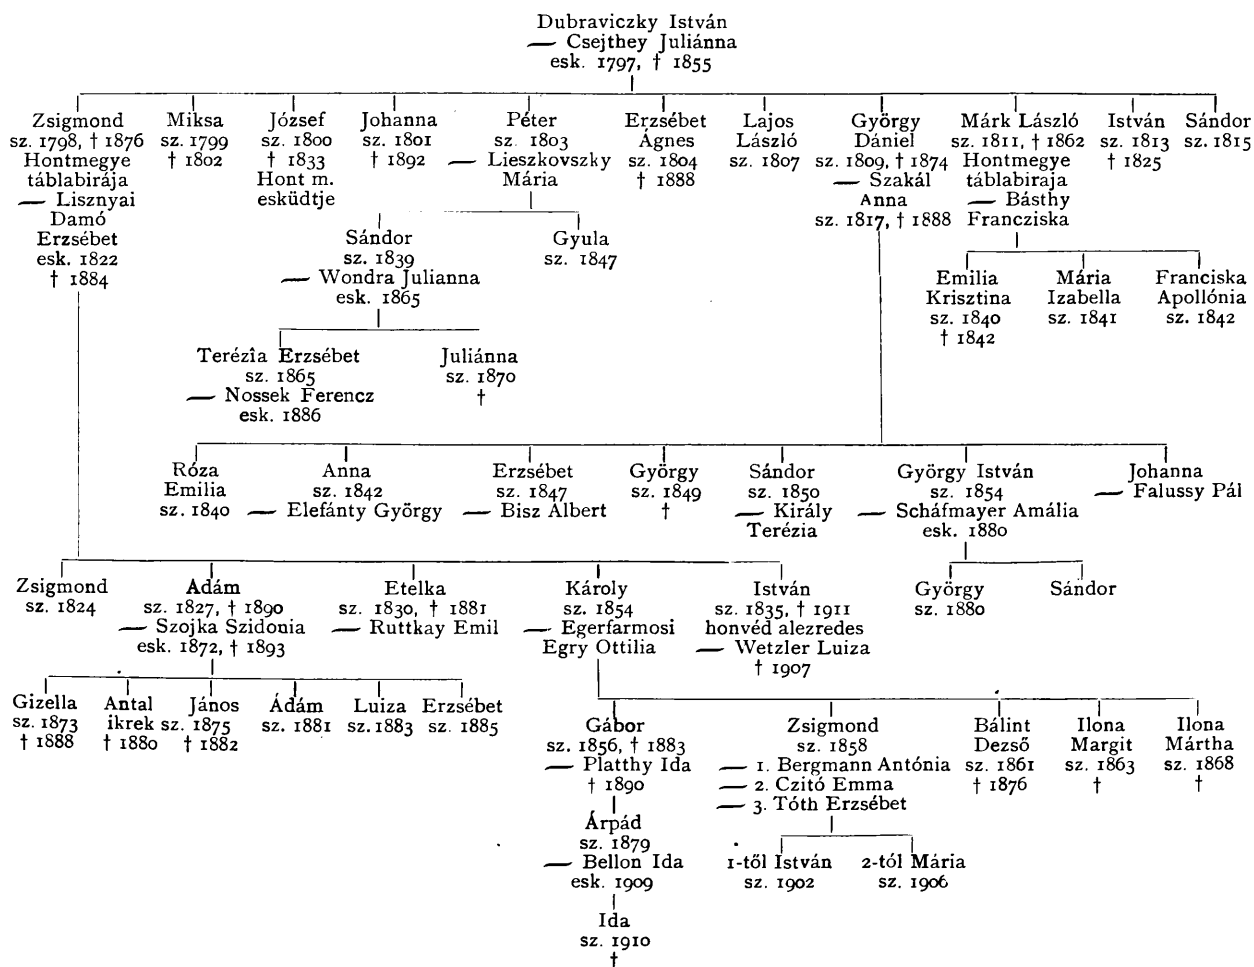 Dubraviczky István
— Csejthey Juliánna
esk. 1797, † 1855
Zsigmond
sz. 1798, † 1876
Hontmegye
táblabirája
— Lisznyai
Damó
Erzsébet
esk. 1822
† 1884
Miksa
sz. 1799
† 1802
József
sz. 1800
† 1833
Hont m.
esküdtje
Johanna
sz. 1801
† 1892
Péter
sz. 1803
— Lieszkovszky
Mária
Erzsébet
Ágnes
sz. 1804
† 1888
Lajos
László
sz. 1807
György
Dániel
sz. 1809, † 1874
— Szakál
Anna
sz. 1817, † 1888
Márk László
sz. 1811, † 1862
Hontmegye
táblabiraja
— Básthy
Francziska
István
sz. 1813
† 1825
Sándor
sz. 1815
Sándor
sz. 1839
— Wondra Julianna
esk. 1865
Gyula
sz. 1847
Emilia
Krisztina
sz. 1840
† 1842
Mária
Izabella
sz. 1841
Franciska
Apollónia
sz. 1842
Terézîa Erzsébet
sz. 1865
— Nossek Ferencz
esk. 1886
Juliánna
sz. 1870
†
Róza
Emilia
sz. 1840
Anna
sz. 1842
— Elefánty György
Erzsébet
sz. 1847
— Bisz Albert
György
sz. 1849
†
Sándor
sz. 1850
— Király
Terézia
György István
sz. 1854
— Scháfmayer Amália
esk. 1880
Johanna
— Falussy Pál
György
sz. 1880
Sándor
Zsigmond
sz. 1824
Adám
sz. 1827, † 1890
— Szojka Szidonia
esk. 1872, † 1893
Etelka
sz. 1830, † 1881
— Ruttkay Emil
Károly
sz. 1854
— Egerfarmosi
Egry Ottilia
István
sz. 1835, † 1911
honvéd alezredes
— Wetzler Luiza
† 1907
Gizella
sz. 1873
† 1888
Antal János
ikrek sz. 1875
† 1880 † 1882
Ádám
sz. 1881
Luiza
sz. 1883
Erzsébet
sz. 1885
Gábor
sz. 1856, † 1883
— Platthy Ida
† 1890
Zsigmond
sz. 1858
— 1. Bergmann Antónia
— 2. Czitó Emma
— 3. Tóth Erzsébet
Bálint
Dezső
sz. 1861
† 1876
Ilona
Margit
sz. 1863
†
Ilona
Mártha
sz. 1868
†
Árpád
sz. 1879
— Bellon Ida
esk. 1909
1-től István
sz. 1902
2-tól Mária
sz. 1906
Ida
sz. 1910
†